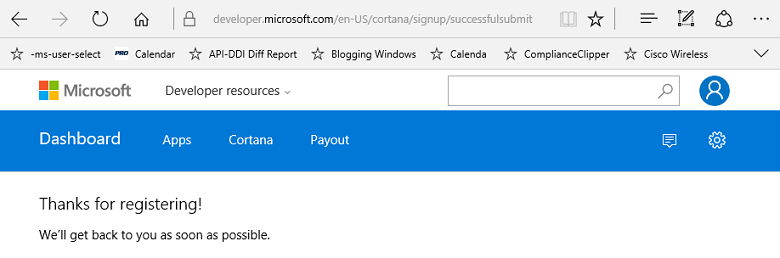 developer.microsoft.com/en-US/cortana/signup/successfulsubmit
-ms-user-select PRO Calendar API-DDI Diff Report Blogging Windows Calenda ComplianceClipper Cisco Wireless
Microsoft Developer resources
Dashboard Apps Cortana Payout
Thanks for registering!
We'll get back to you as soon as possible.